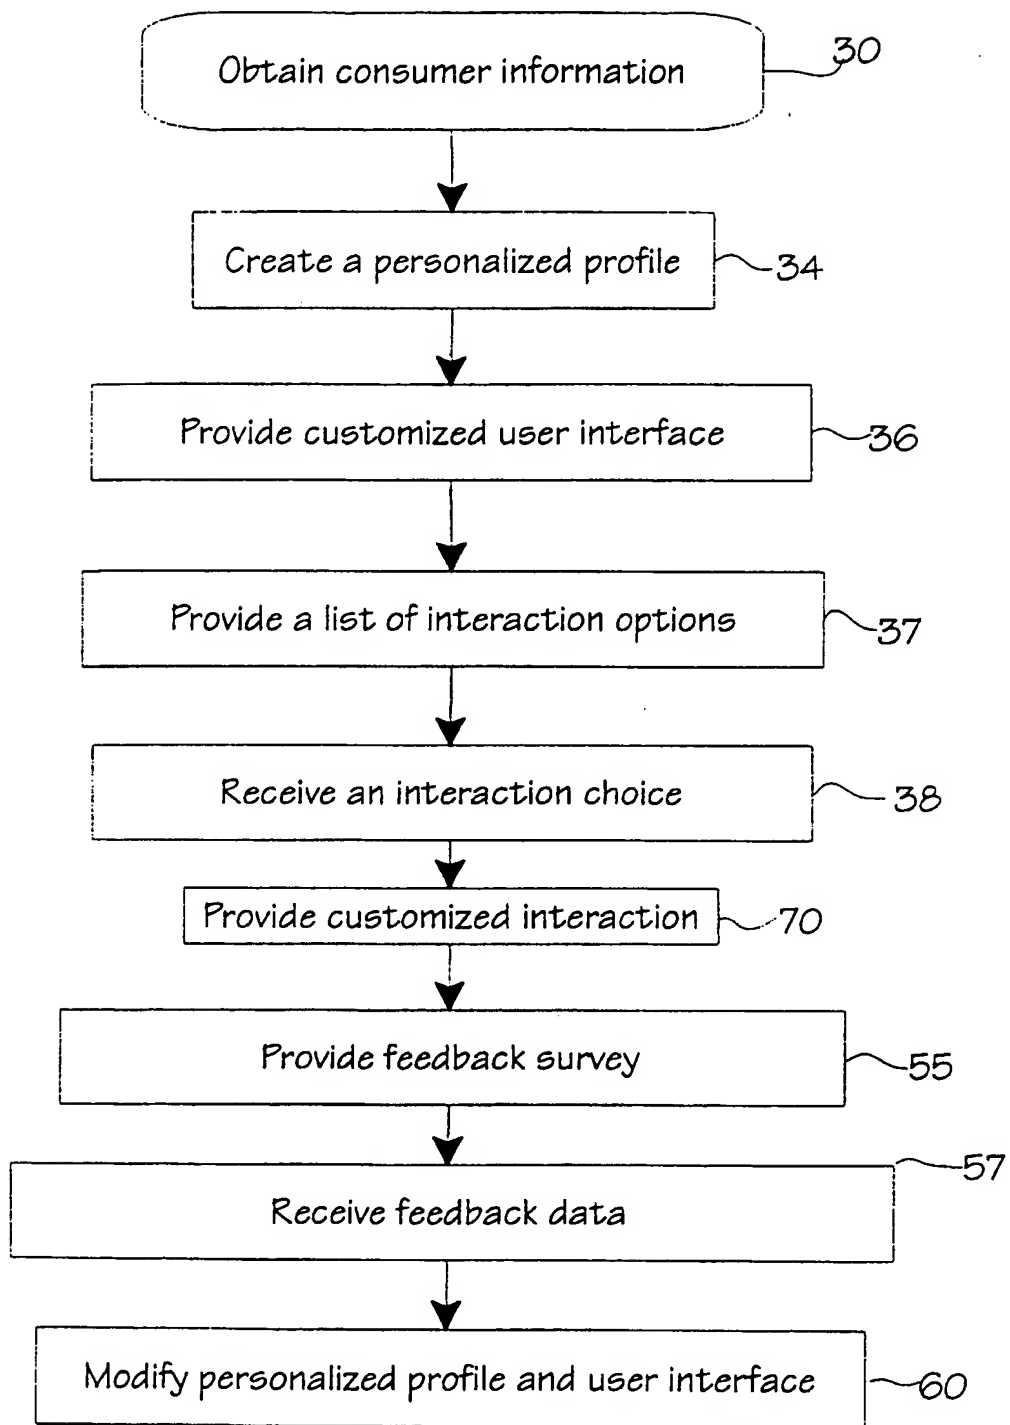 Obtain consumer information 30
Create a personalized profile 34
Provide customized user interface 36
Provide a list of interaction options 37
Receive an interaction choice 38
Provide customized interaction 70
Provide feedback survey 55
57
Receive feedback data
Modify personalized profile and user interface 60